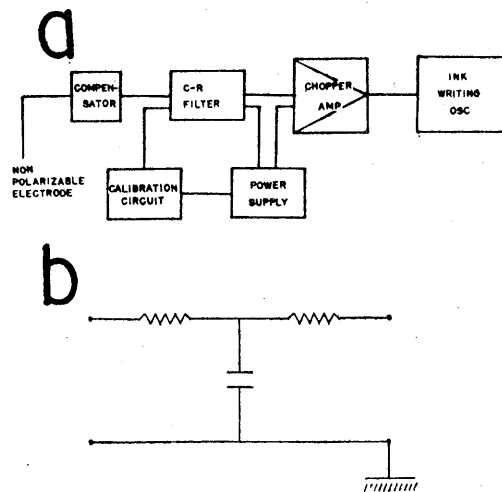 a
COMPEN-
SATOR
C-R
FILTER
CHOPPER
AMP
INK
WRITING
OSC
NON
POLARIZABLE
ELECTRODE
CALIBRATION
CIRCUIT
POWER
SUPPLY
b